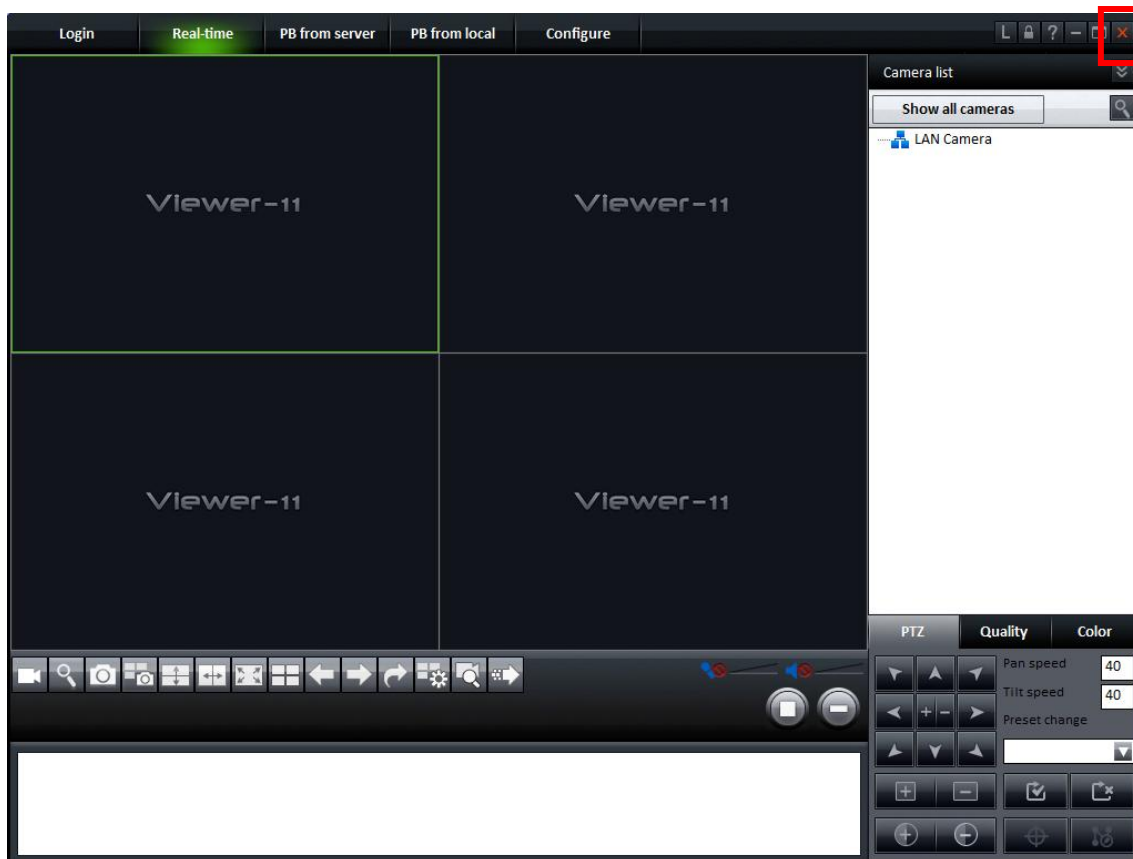 Login Real-time PB from server PB from local Configure L ?
Camera list
Show all cameras
LAN Camera
Viewer-11 Viewer-11
Viewer-11 Viewer-11
PTZ Quality Color
Pan speed 40
Tilt speed 40
Preset change